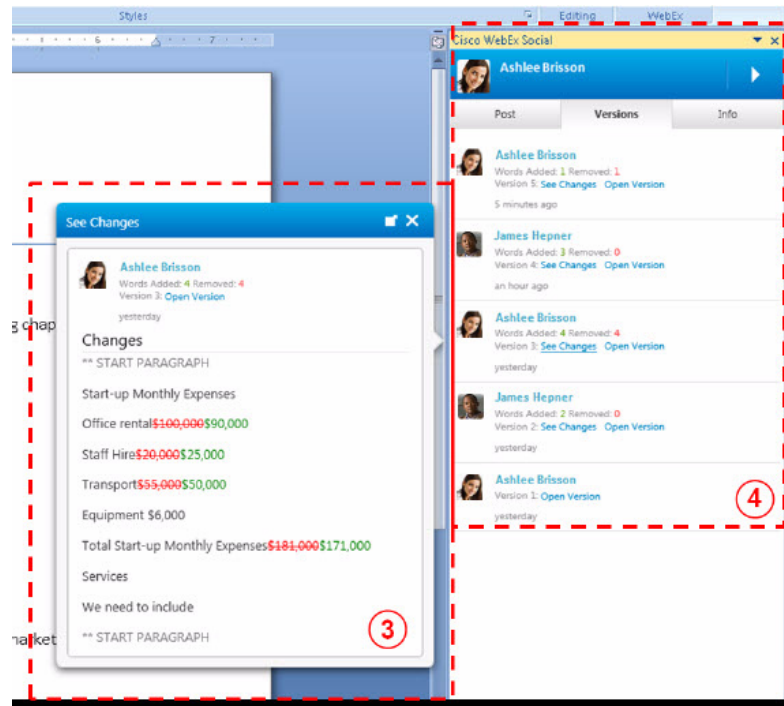 Styles
Editing
WebEx
6 7
Cisco WebEx Social
Ashlee Brisson
Post Versions Info
Ashlee Brisson
Words Added: 1 Removed: 1
Version 5: See Changes Open Version
5 minutes ago
James Hepner
Words Added: 3 Removed: 0
Version 4: See Changes Open Version
an hour ago
Ashlee Brisson
Words Added: 4 Removed: 4
Version 3: See Changes Open Version
yesterday
James Hepner
Words Added: 2 Removed: 0
Version 2: See Changes Open Version
yesterday
Ashlee Brisson
Version 1: Open Version
yesterday
4
g chap
market
See Changes
Ashlee Brisson
Words Added: 4 Removed: 4
Version 3: Open Version
yesterday
Changes
** START PARAGRAPH
Start-up Monthly Expenses
Office rental$100,000$90,000
Staff Hire$20,000$25,000
Transport$55,000$50,000
Equipment $6,000
Total Start-up Monthly Expenses$181,000$171,000
Services
We need to include
** START PARAGRAPH
3